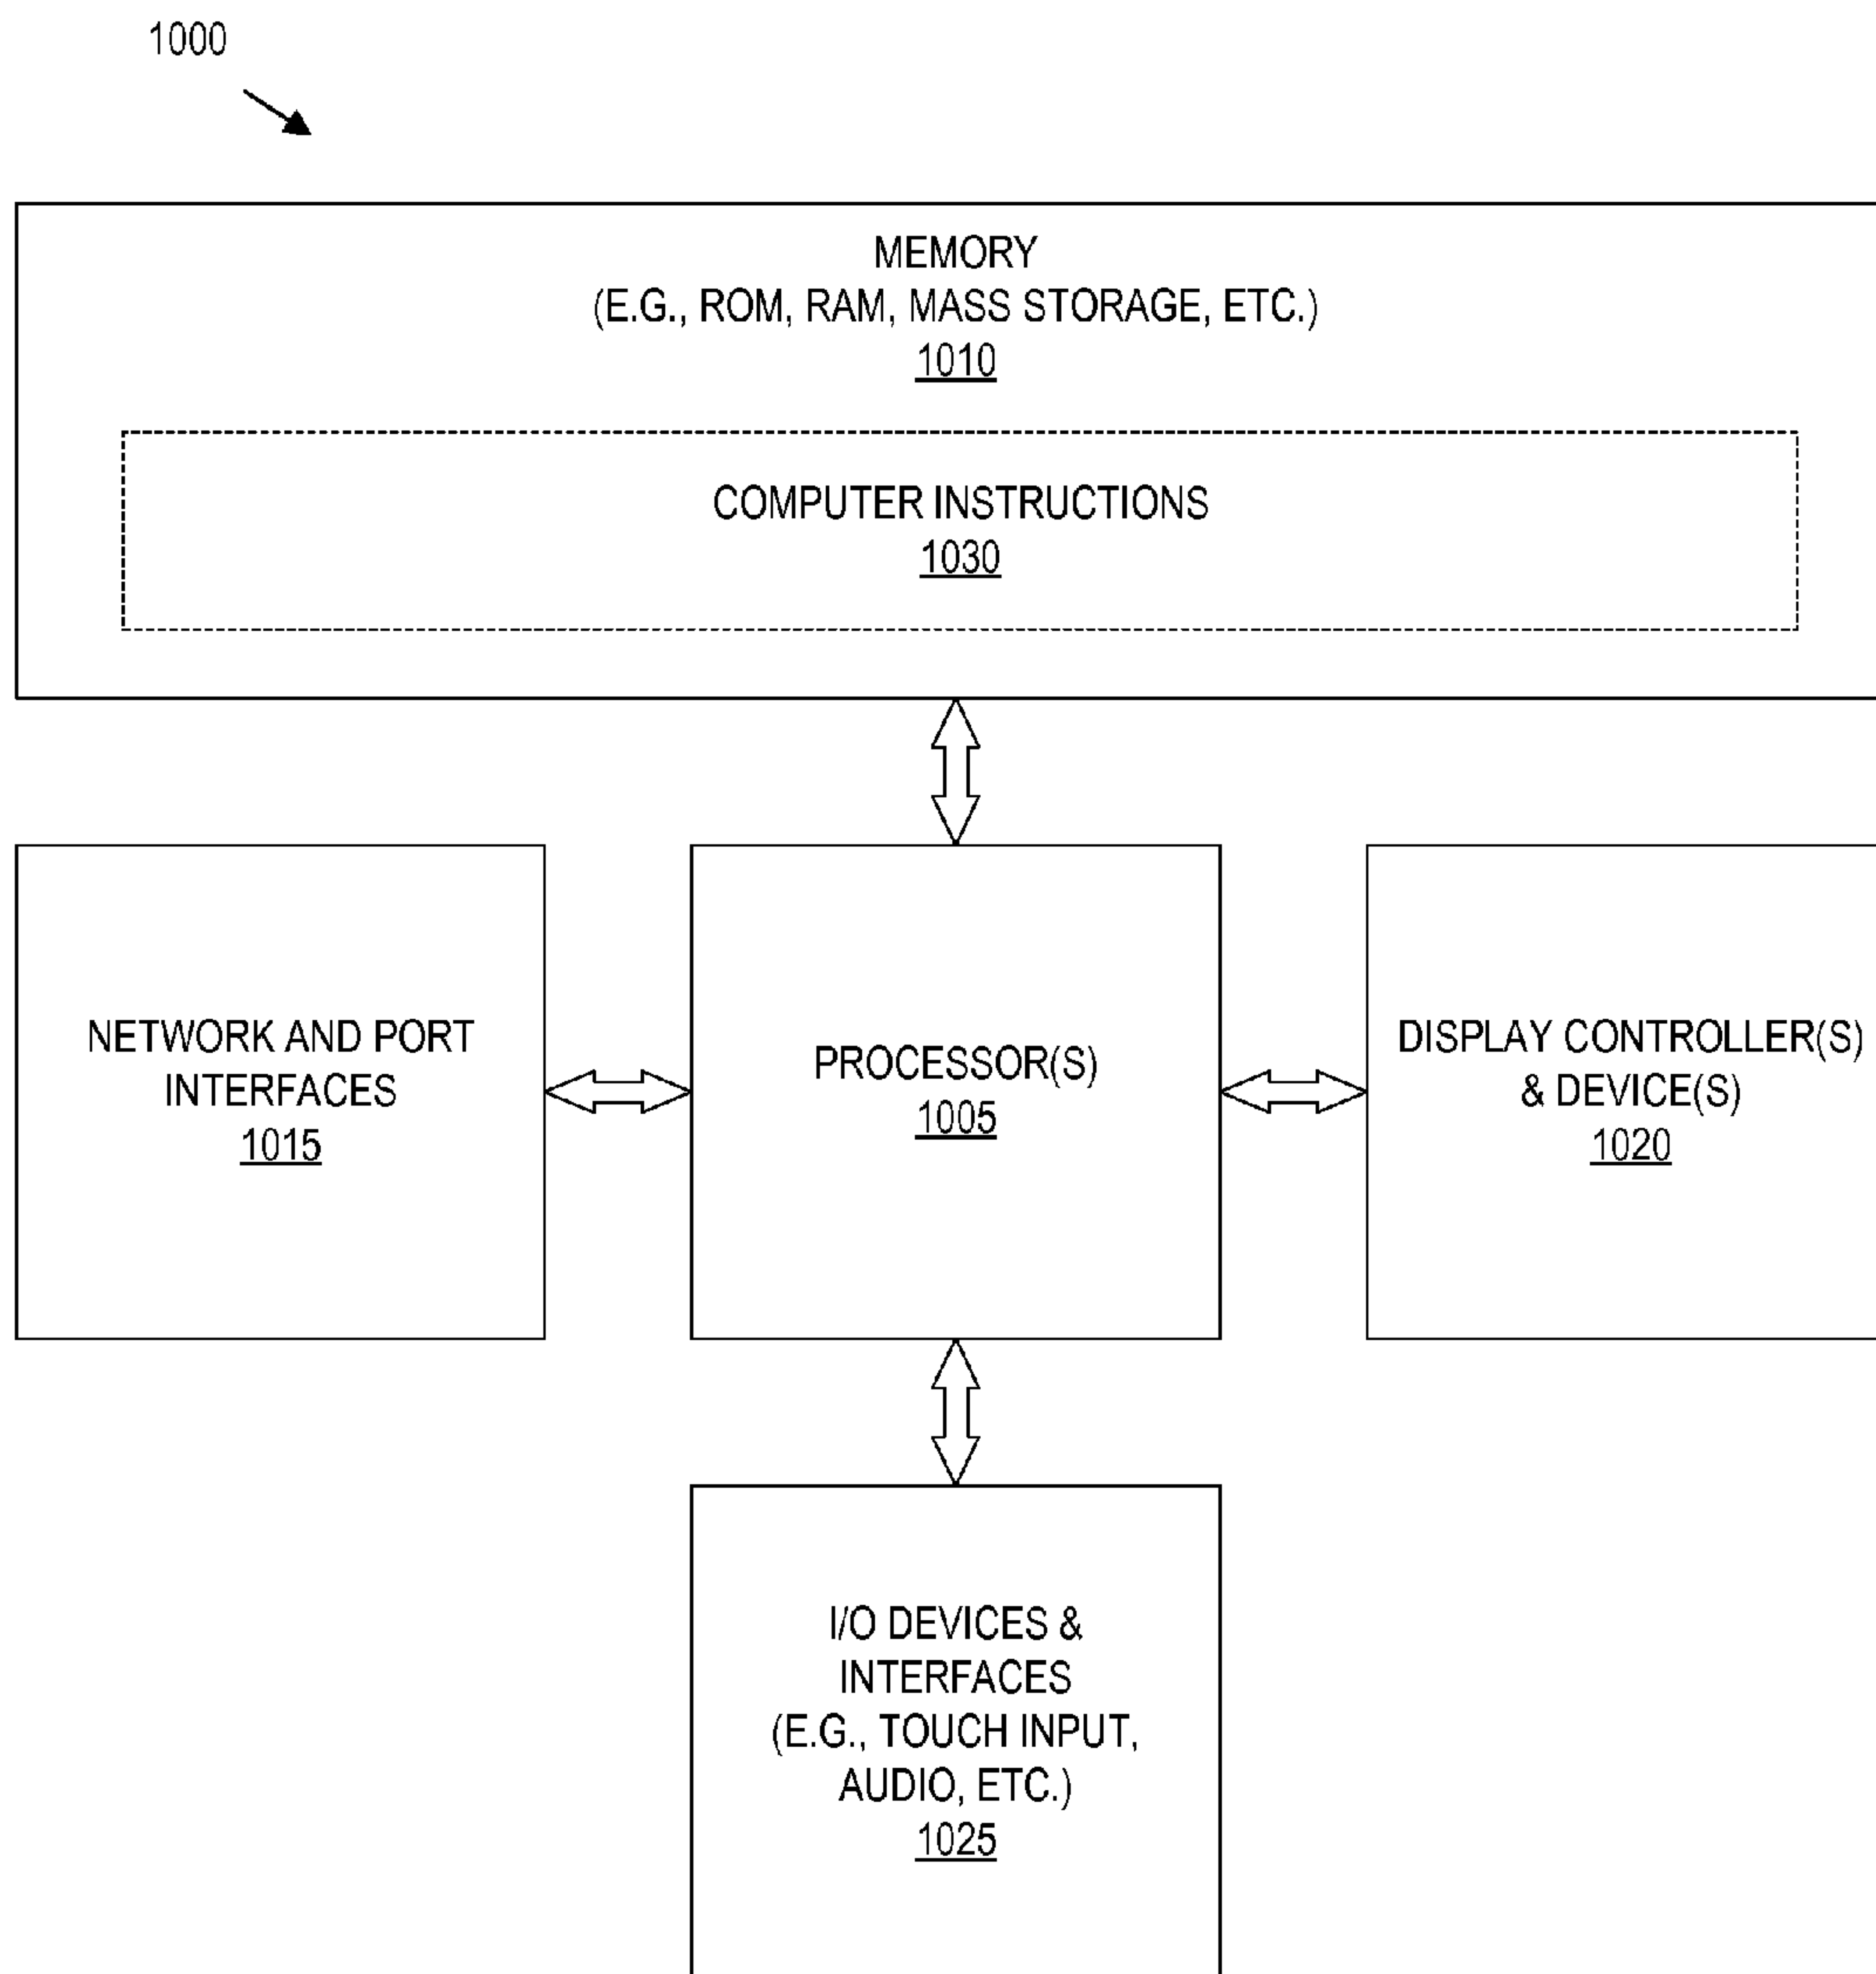 1000
MEMORY
(E.G., ROM, RAM, MASS STORAGE, ETC.)
1010
COMPUTER INSTRUCTIONS
1030
NETWORK AND PORT
INTERFACES
1015
PROCESSOR(S)
1005
DISPLAY CONTROLLER(S)
& DEVICE(S)
1020
I/O DEVICES &
INTERFACES
(E.G., TOUCH INPUT,
AUDIO, ETC.)
1025